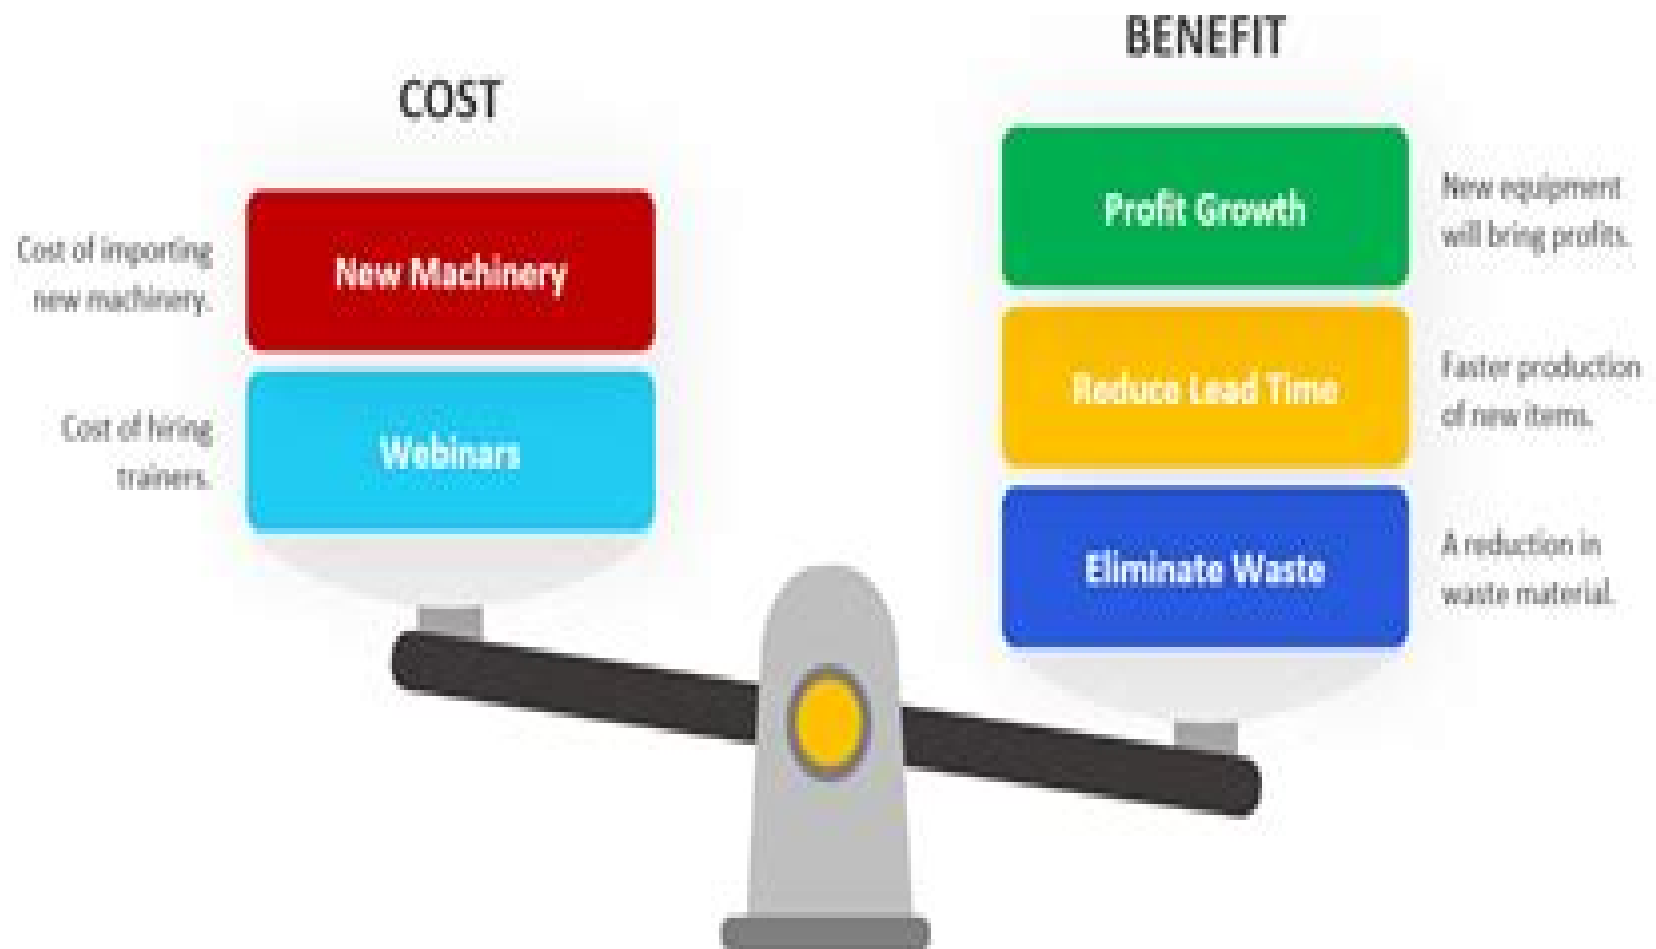 COST
Cost of importing
new machinery.
New Machinery
Cost of hiring
trainers.
Webinars
BENEFIT
Profit Growth
New equipment
will bring profits.
Reduce Lead Time
Faster production
of new items.
Eliminate Waste
A reduction in
waste material.